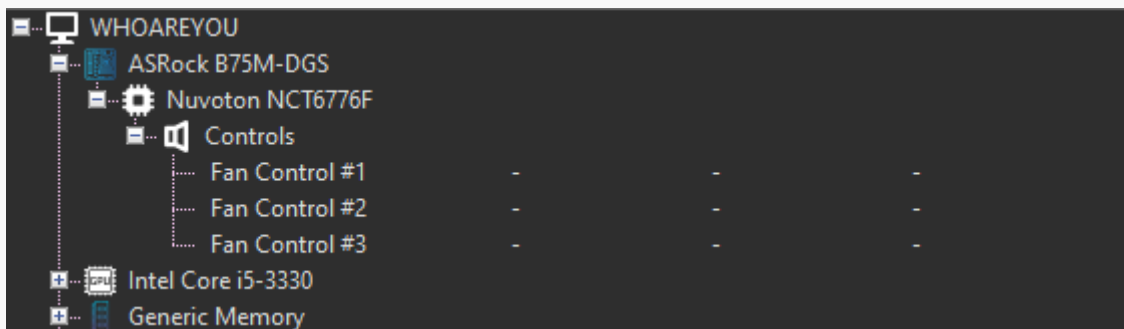 WHOAREYOU
ASRock B75M-DGS
Nuvoton NCT6776F
Controls
Fan Control #1 - - -
Fan Control #2 - - -
Fan Control #3 - - -
Intel Core i5-3330
Generic Memory